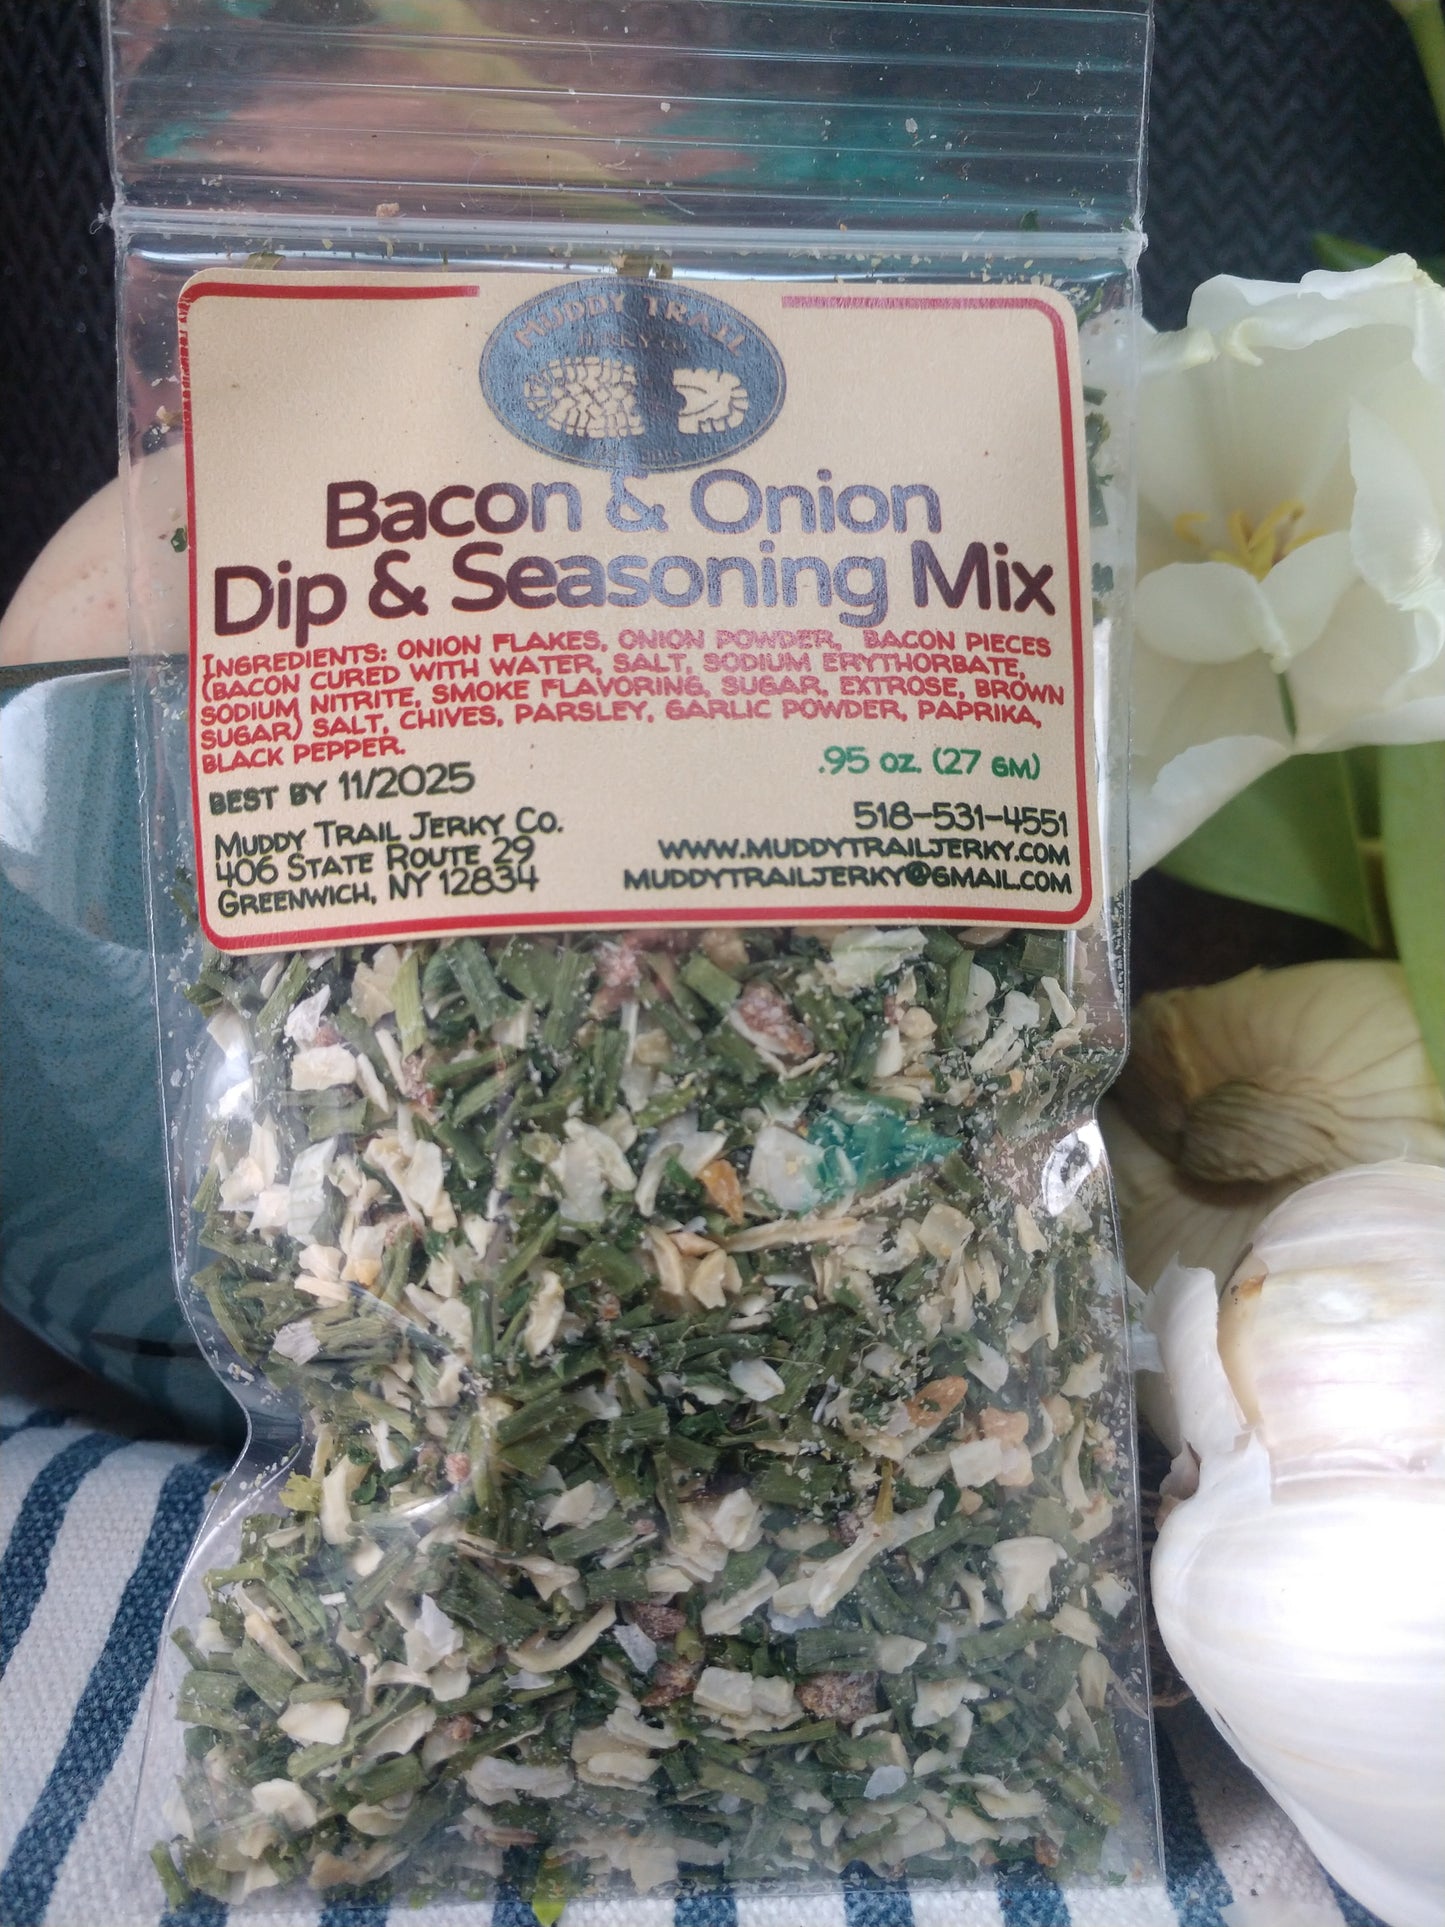 MUDDY TRAIL
JERKY CO.
Bacon & Onion
Dip & Seasoning Mix
INGREDIENTS: ONION FLAKES, ONION POWDER, BACON PIECES
(BACON CURED WITH WATER, SALT, SODIUM ERYTHORBATE,
SODIUM NITRITE, SMOKE FLAVORING, SUGAR, EXTROSE, BROWN
SUGAR) SALT, CHIVES, PARSLEY, GARLIC POWDER, PAPRIKA,
BLACK PEPPER.
.95 OZ. (27 GM)
BEST BY 11/2025
MUDDY TRAIL JERKY CO.
406 STATE ROUTE 29
GREENWICH, NY 12834
518-531-4551
WWW.MUDDYTRAILJERKY.COM
MUDDYTRAILJERKY@GMAIL.COM